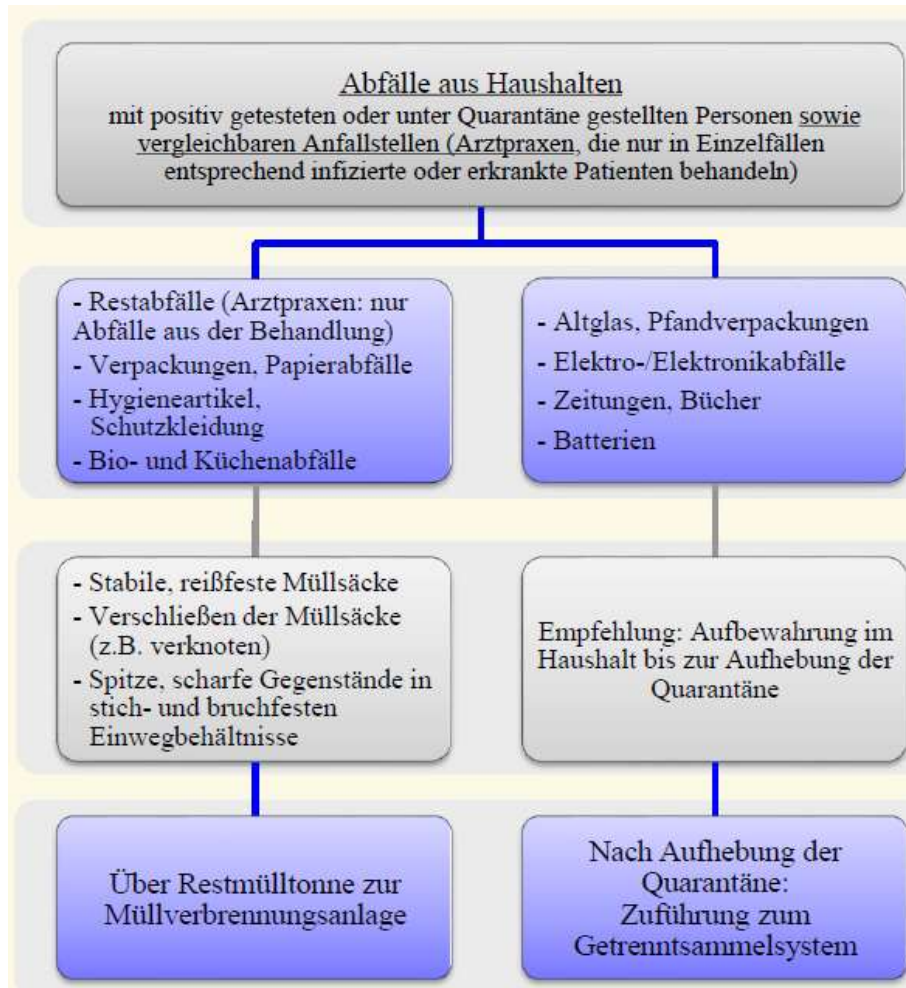 Abfälle aus Haushalten
mit positiv getesteten oder unter Quarantäne gestellten Personen sowie
vergleichbaren Anfallstellen (Arztpraxen, die nur in Einzelfällen
entsprechend infizierte oder erkrankte Patienten behandeln)
- Restabfälle (Arztpraxen: nur
Abfälle aus der Behandlung)
- Verpackungen, Papierabfälle
- Hygieneartikel,
Schutzkleidung
- Bio- und Küchenabfälle
- Altglas, Pfandverpackungen
- Elektro-/Elektronikabfälle
- Zeitungen, Bücher
- Batterien
- Stabile, reißfeste Müllsäcke
- Verschließen der Müllsäcke
(z.B. verknoten)
- Spitze, scharfe Gegenstände in
stich- und bruchfesten
Einwegbehältnisse
Empfehlung: Aufbewahrung im
Haushalt bis zur Aufhebung der
Quarantäne
Über Restmülltonne zur
Müllverbrennungsanlage
Nach Aufhebung der
Quarantäne:
Zuführung zum
Getrenntsammelsystem